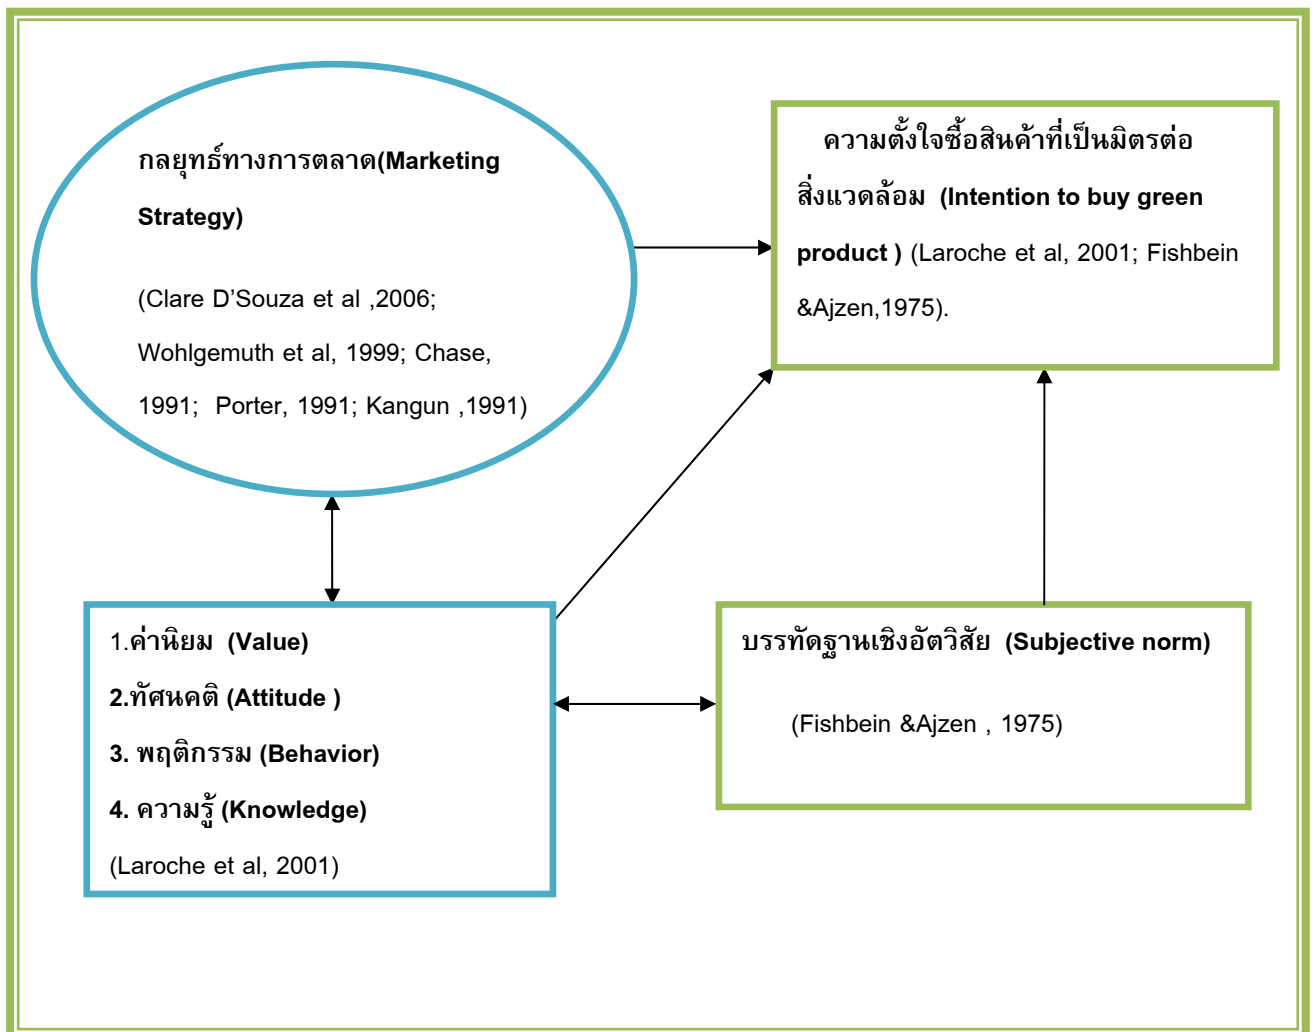 กลยุทธ์ทางการตลาด(Marketing
Strategy)
(Clare D’Souza et al ,2006;
Wohlgemuth et al, 1999; Chase,
1991;  Porter, 1991; Kangun ,1991)
ความตั้งใจซื้อสินค้าที่เป็นมิตรต่อ
สิ่งแวดล้อม  (Intention to buy green
product ) (Laroche et al, 2001; Fishbein
&Ajzen,1975).
1.ค่านิยม  (Value)
2.ทัศนคติ (Attitude )
3. พฤติกรรม (Behavior)
4. ความรู้ (Knowledge)
(Laroche et al, 2001)
บรรทัดฐานเชิงอัตวิสัย  (Subjective norm)
(Fishbein &Ajzen , 1975)